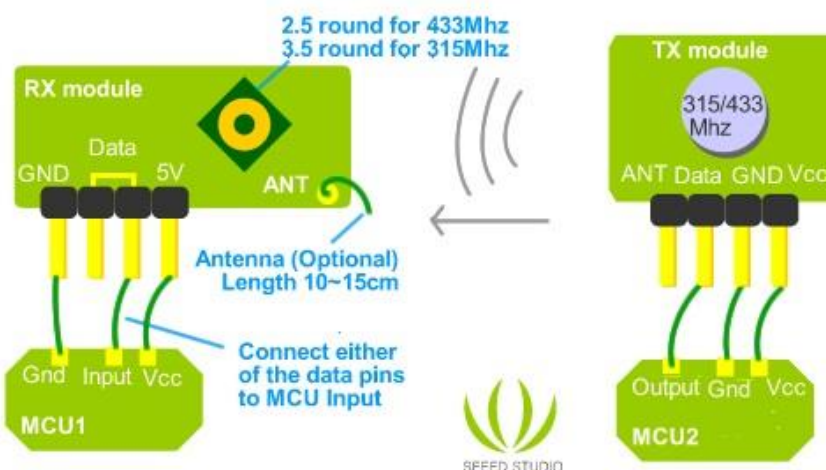 2.5 round for 433Mhz
3.5 round for 315Mhz
RX module
Data
GND
5V
ANT
Antenna (Optional)
Length 10~15cm
Connect either
of the data pins
to MCU Input
Gnd Input Vcc
MCU1
TX module
315/433
Mhz
ANT Data GND Vcc
Output Gnd Vcc
MCU2
SEEED STUDIO